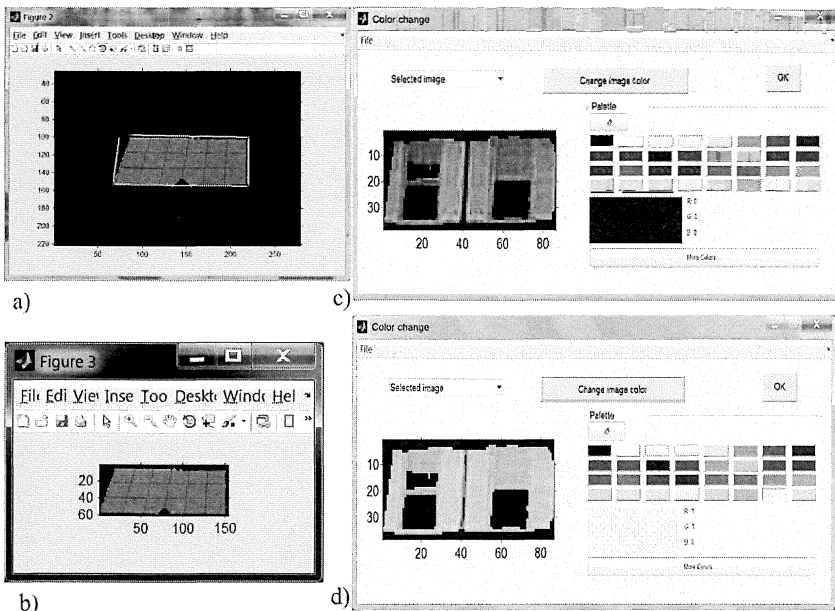 Figure 2
File Edit View Insert Tools Desktop Window Help
40
60
80
100
120
140
160
180
200
220
50 100 150 200 250
a)
Color change
File
Selected image
Change image color
OK
Palette
10
20
30
20 40 60 80
R: 0
G: 0
B: 0
More Colors
c)
Figure 3
Fil Edi Vie Inse Too Deskt Windo Hel
20
40
60
50 100 150
b)
Color change
File
Selected image
Change image color
OK
Palette
10
20
30
20 40 60 80
R: 1
G: 1
B: 0
More Colors
d)